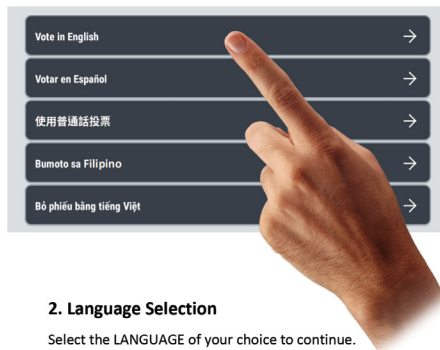 Vote in English
Votar en Español
使用普通話投票
Bumoto sa Filipino
Bỏ phiếu bằng tiếng Việt
2. Language Selection
Select the LANGUAGE of your choice to continue.